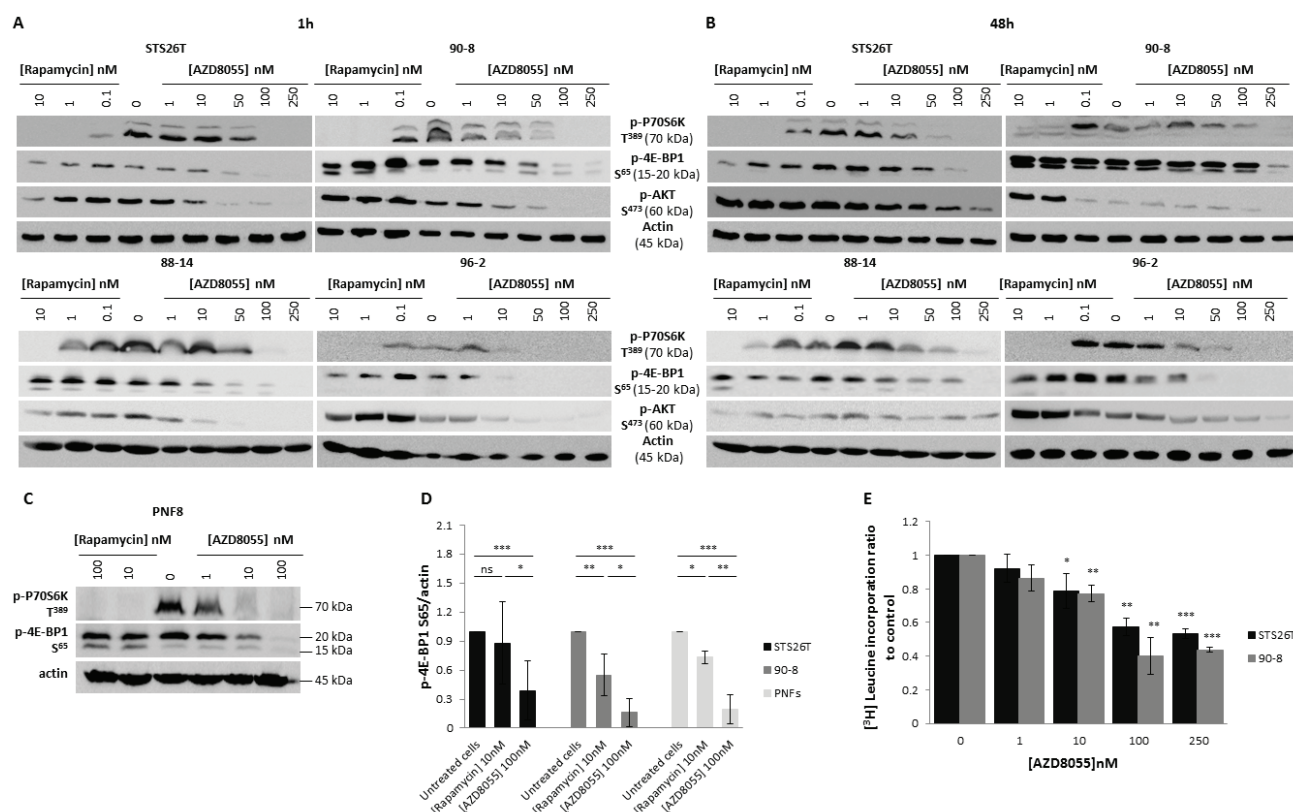 A
1h
STS26T
90-8
[Rapamycin] nM
[AZD8055] nM
[Rapamycin] nM
[AZD8055] nM
10
1
0.1
0
1
10
50
100
250
10
1
0.1
0
1
10
50
100
250
p-P70S6K
T³⁸⁹ (70 kDa)
p-4E-BP1
S⁶⁵ (15-20 kDa)
p-AKT
S⁴⁷³ (60 kDa)
Actin
(45 kDa)
88-14
96-2
[Rapamycin] nM
[AZD8055] nM
[Rapamycin] nM
[AZD8055] nM
10
1
0.1
0
1
10
50
100
250
10
1
0.1
0
1
10
50
100
250
p-P70S6K
T³⁸⁹ (70 kDa)
p-4E-BP1
S⁶⁵ (15-20 kDa)
p-AKT
S⁴⁷³ (60 kDa)
Actin
(45 kDa)
B
48h
STS26T
90-8
[Rapamycin] nM
[AZD8055] nM
[Rapamycin] nM
[AZD8055] nM
10
1
0.1
0
1
10
50
100
250
10
1
0.1
0
1
10
50
100
250
88-14
96-2
[Rapamycin] nM
[AZD8055] nM
[Rapamycin] nM
[AZD8055] nM
10
1
0.1
0
1
10
50
100
250
10
1
0.1
0
1
10
50
100
250
C
PNF8
[Rapamycin] nM
[AZD8055] nM
100
10
0
1
10
100
p-P70S6K
T³⁸⁹
70 kDa
p-4E-BP1
S⁶⁵
20 kDa
15 kDa
actin
45 kDa
D
p-4E-BP1 S65/actin
2.1
1.8
1.5
1.2
0.9
0.6
0.3
0
***
ns
*
***
**
*
***
*
**
STS26T
90-8
PNFs
Untreated cells
[Rapamycin] 10nM
[AZD8055] 100nM
Untreated cells
[Rapamycin] 10nM
[AZD8055] 100nM
Untreated cells
[Rapamycin] 10nM
[AZD8055] 100nM
E
[³H] Leucine incorporation ratio
to control
1.2
1
0.8
0.6
0.4
0.2
0
*
**
**
**
***
***
STS26T
90-8
0
1
10
100
250
[AZD8055]nM